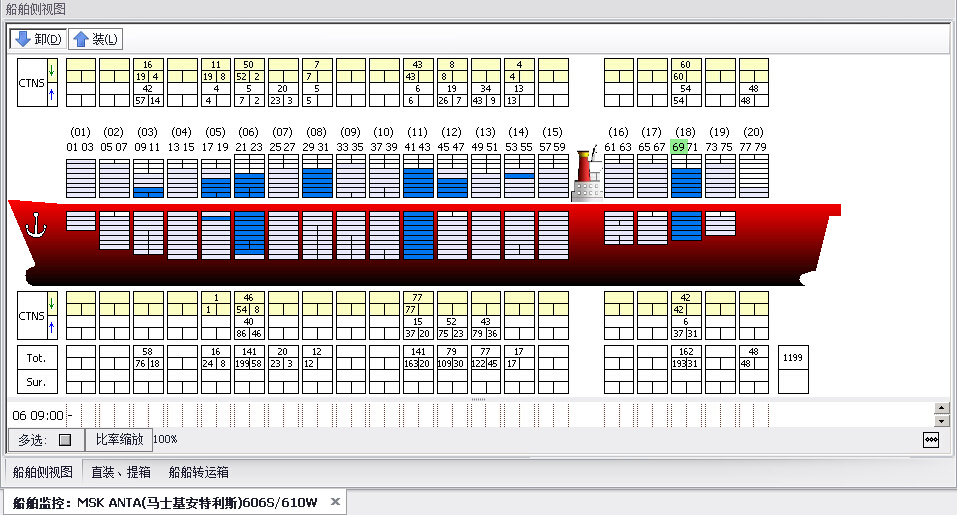 船舶侧视图
卸(D) 装(L)
CTNS ↓ ↑
16 11 50 7 43 8 4 60
19 4 19 8 52 2 7 43 8 4 60
42 4 5 20 5 6 19 34 13 54 48
57 14 4 7 2 23 3 5 6 26 7 43 9 13 54 48
(01) (02) (03) (04) (05) (06) (07) (08) (09) (10) (11) (12) (13) (14) (15) (16) (17) (18) (19) (20)
01 03 05 07 09 11 13 15 17 19 21 23 25 27 29 31 33 35 37 39 41 43 45 47 49 51 53 55 57 59 61 63 65 67 69 71 73 75 77 79
CTNS ↓ ↑
1 46 77 42
1 54 8 77 42
40 15 52 43 6
86 46 37 20 75 23 79 36 37 31
Tot. 58 16 141 20 12 141 79 77 17 162 48 1199
76 18 24 8 199 58 23 3 12 163 20 109 30 122 45 17 193 31 48
Sur.
06 09:00 -
多选: 比率缩放 100%
船舶侧视图 直装、提箱 船舶转运箱
船舶监控: MSK ANTA(马士基安特利斯)606S/610W ×